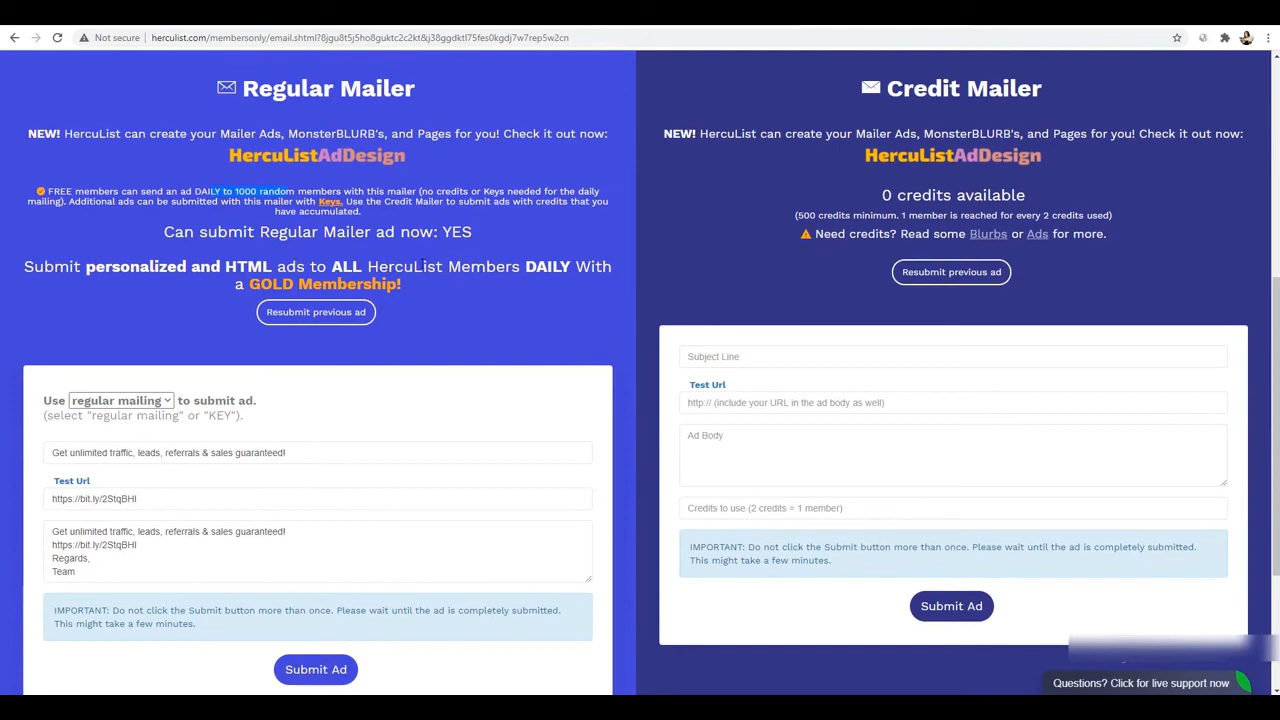 Not secure
herculist.com/membersonly/email.shtml?8jgu8t5j5ho8guktc2c2kt&j38ggdktl75fes0kgdj7w7rep5w2cn
Regular Mailer
NEW! HercuList can create your Mailer Ads, MonsterBLURB's, and Pages for you! Check it out now:
HercuListAdDesign
FREE members can send an ad DAILY to 1000 random members with this mailer (no credits or Keys needed for the daily
mailing). Additional ads can be submitted with this mailer with Keys. Use the Credit Mailer to submit ads with credits that you
have accumulated.
Can submit Regular Mailer ad now: YES
Submit personalized and HTML ads to ALL HercuList Members DAILY With
a GOLD Membership!
Resubmit previous ad
Use regular mailing to submit ad.
(select "regular mailing" or "KEY").
Get unlimited traffic, leads, referrals & sales guaranteed!
Test Url
https://bit.ly/2StqBHI
Get unlimited traffic, leads, referrals & sales guaranteed!
https://bit.ly/2StqBHI
Regards,
Team
IMPORTANT: Do not click the Submit button more than once. Please wait until the ad is completely submitted.
This might take a few minutes.
Submit Ad
Credit Mailer
NEW! HercuList can create your Mailer Ads, MonsterBLURB's, and Pages for you! Check it out now:
HercuListAdDesign
0 credits available
(500 credits minimum. 1 member is reached for every 2 credits used)
Need credits? Read some Blurbs or Ads for more.
Resubmit previous ad
Subject Line
Test Url
http:// (include your URL in the ad body as well)
Ad Body
Credits to use (2 credits = 1 member)
IMPORTANT: Do not click the Submit button more than once. Please wait until the ad is completely submitted.
This might take a few minutes.
Submit Ad
Questions? Click for live support now